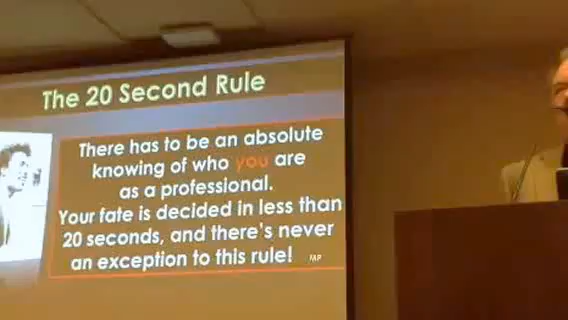 The 20 Second Rule
There has to be an absolute
knowing of who you are
as a professional.
Your fate is decided in less than
20 seconds, and there's never
an exception to this rule! MP